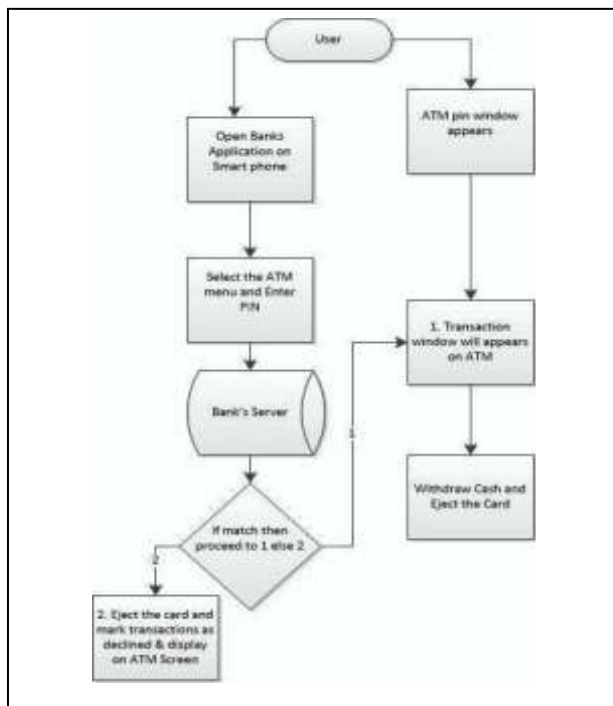 User
Open Banks
Application on
Smart phone
ATM pin window
appears
Select the ATM
menu and Enter
PIN
1. Transaction
window will appears
on ATM
Bank's Server
1
If match then
proceed to 1 else 2
Withdraw Cash and
Eject the Card
2
2. Eject the card and
mark transactions as
declined & display
on ATM Screen